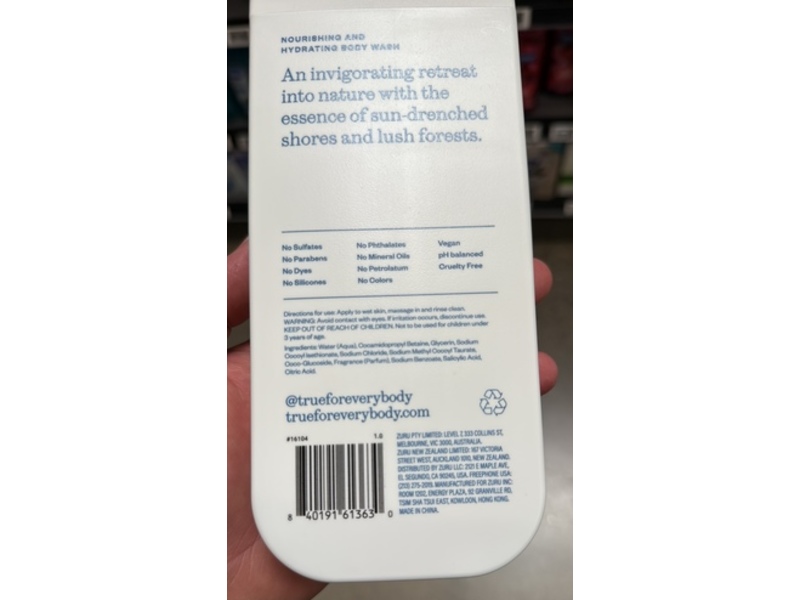 NOURISHING AND
HYDRATING BODY WASH
An invigorating retreat
into nature with the
essence of sun-drenched
shores and lush forests.
No Sulfates
No Parabens
No Dyes
No Silicones
No Phthalates
No Mineral Oils
No Petrolatum
No Colors
Vegan
pH balanced
Cruelty Free
Directions for use: Apply to wet skin, massage in and rinse clean.
WARNING: Avoid contact with eyes. If irritation occurs, discontinue use.
KEEP OUT OF REACH OF CHILDREN. Not to be used for children under
3 years of age.
Ingredients: Water (Aqua), Cocamidopropyl Betaine, Glycerin, Sodium
Cocoyl Isethionate, Sodium Chloride, Sodium Methyl Cocoyl Taurate,
Coco-Glucoside, Fragrance (Parfum), Sodium Benzoate, Salicylic Acid,
Citric Acid.
@trueforeverybody
trueforeverybody.com
#16104 1.0
8 40191 61363 0
ZURU PTY LIMITED: LEVEL 7, 333 COLLINS ST,
MELBOURNE, VIC 3000, AUSTRALIA.
ZURU NEW ZEALAND LIMITED: 167 VICTORIA
STREET WEST, AUCKLAND 1010, NEW ZEALAND.
DISTRIBUTED BY ZURU LLC: 2121 E MAPLE AVE,
EL SEGUNDO, CA 90245, USA. FREEPHONE USA:
(213) 275-2019. MANUFACTURED FOR ZURU INC:
ROOM 1202, ENERGY PLAZA, 92 GRANVILLE RD,
TSIM SHA TSUI EAST, KOWLOON, HONG KONG.
MADE IN CHINA.